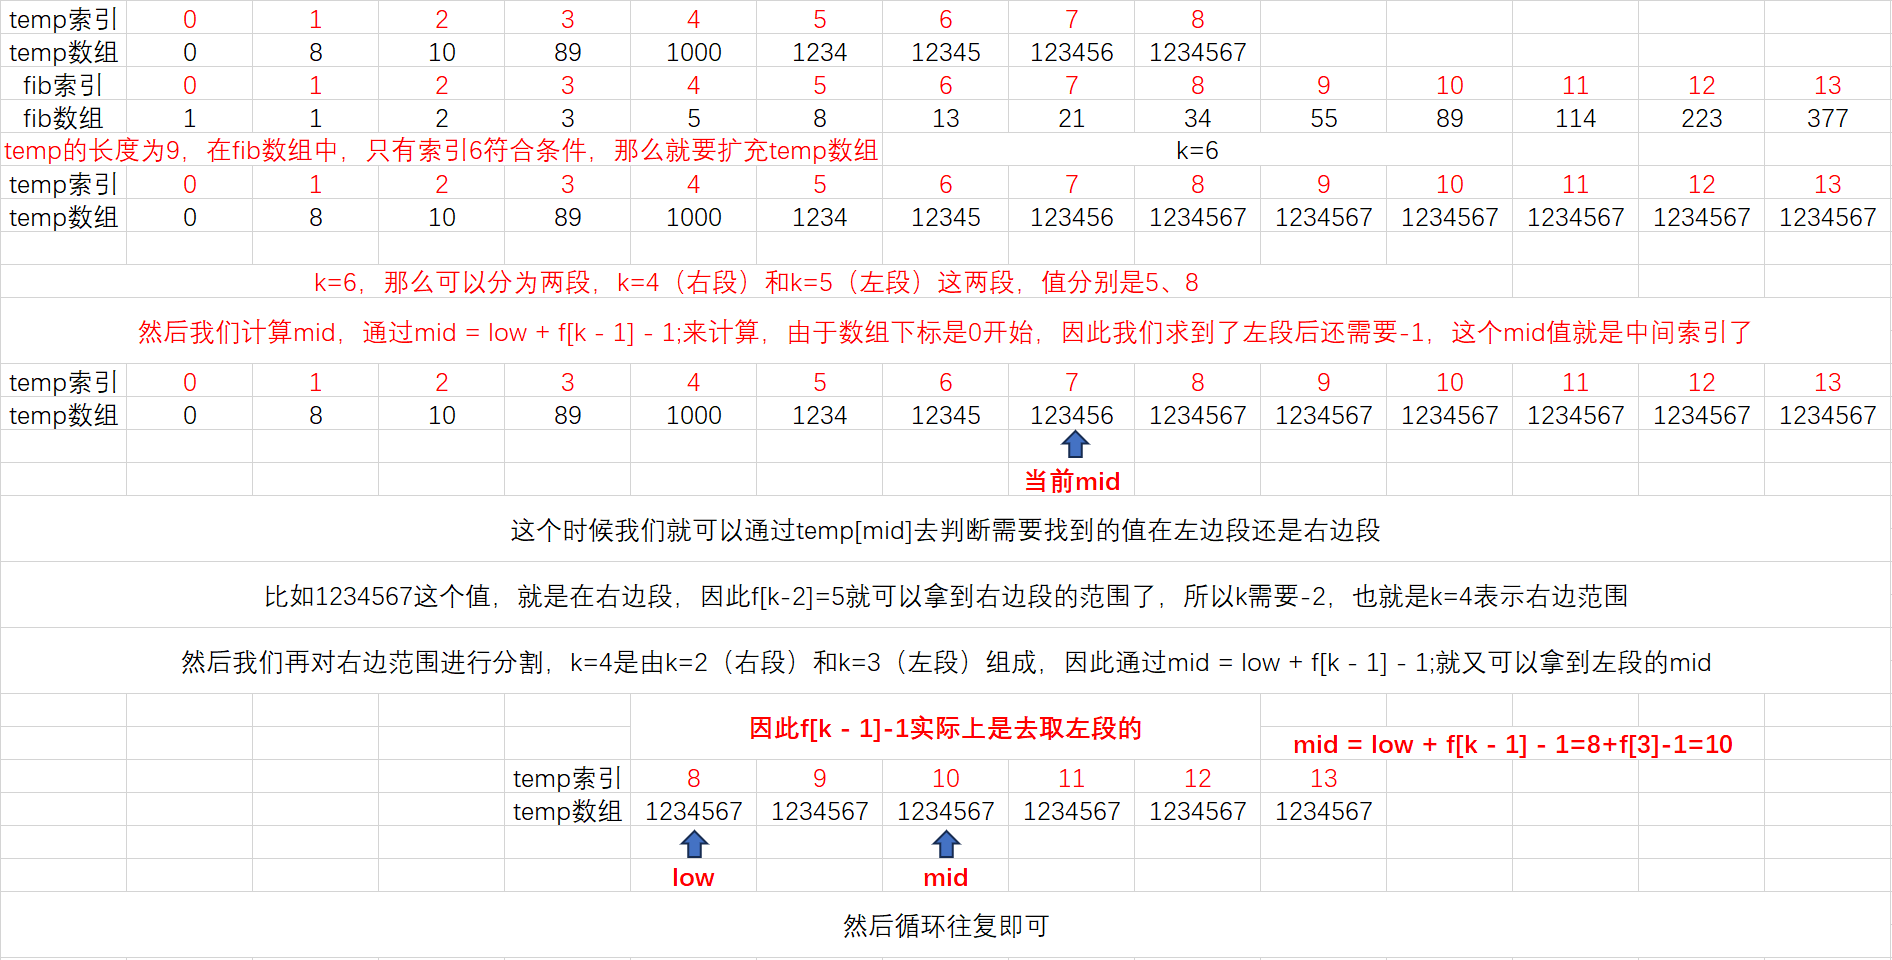 temp索引 0 1 2 3 4 5 6 7 8
temp数组 0 8 10 89 1000 1234 12345 123456 1234567
fib索引 0 1 2 3 4 5 6 7 8 9 10 11 12 13
fib数组 1 1 2 3 5 8 13 21 34 55 89 114 223 377
temp的长度为9，在fib数组中，只有索引6符合条件，那么就要扩充temp数组 k=6
temp索引 0 1 2 3 4 5 6 7 8 9 10 11 12 13
temp数组 0 8 10 89 1000 1234 12345 123456 1234567 1234567 1234567 1234567 1234567 1234567
k=6，那么可以分为两段，k=4（右段）和k=5（左段）这两段，值分别是5、8
然后我们计算mid，通过mid = low + f[k - 1] - 1;来计算，由于数组下标是0开始，因此我们求到了左段后还需要-1，这个mid值就是中间索引了
temp索引 0 1 2 3 4 5 6 7 8 9 10 11 12 13
temp数组 0 8 10 89 1000 1234 12345 123456 1234567 1234567 1234567 1234567 1234567 1234567
当前mid
这个时候我们就可以通过temp[mid]去判断需要找到的值在左边段还是右边段
比如1234567这个值，就是在右边段，因此f[k-2]=5就可以拿到右边段的范围了，所以k需要-2，也就是k=4表示右边范围
然后我们再对右边范围进行分割，k=4是由k=2（右段）和k=3（左段）组成，因此通过mid = low + f[k - 1] - 1;就又可以拿到左段的mid
因此f[k - 1]-1实际上是去取左段的
mid = low + f[k - 1] - 1=8+f[3]-1=10
temp索引 8 9 10 11 12 13
temp数组 1234567 1234567 1234567 1234567 1234567 1234567
low mid
然后循环往复即可